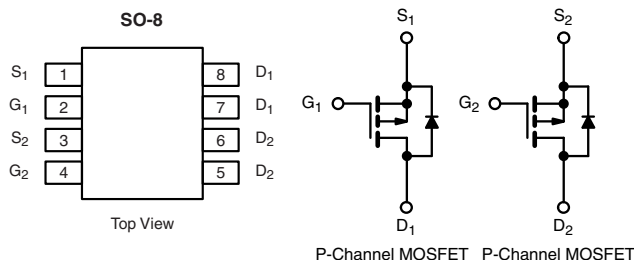 SO-8
S1 1 8 D1
G1 2 7 D1
S2 3 6 D2
G2 4 5 D2
Top View
S1
G1
D1
P-Channel MOSFET
S2
G2
D2
P-Channel MOSFET